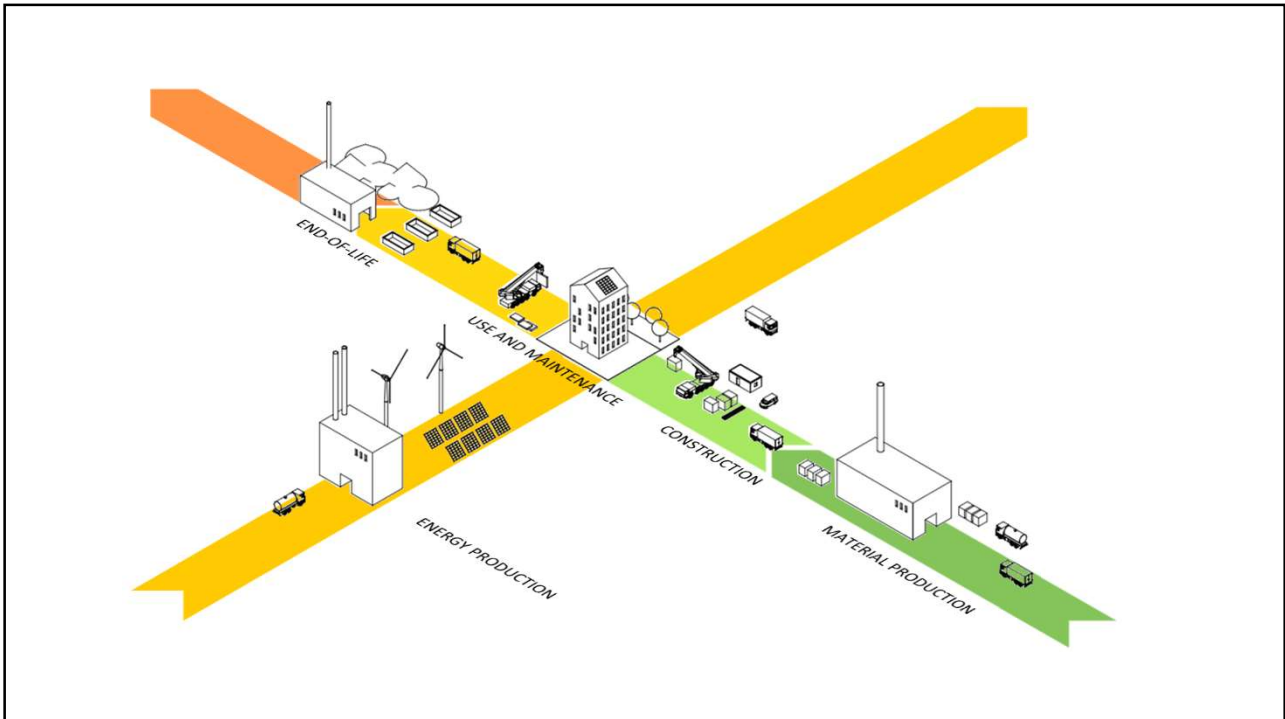 END-OF-LIFE
USE AND MAINTENANCE
CONSTRUCTION
MATERIAL PRODUCTION
ENERGY PRODUCTION